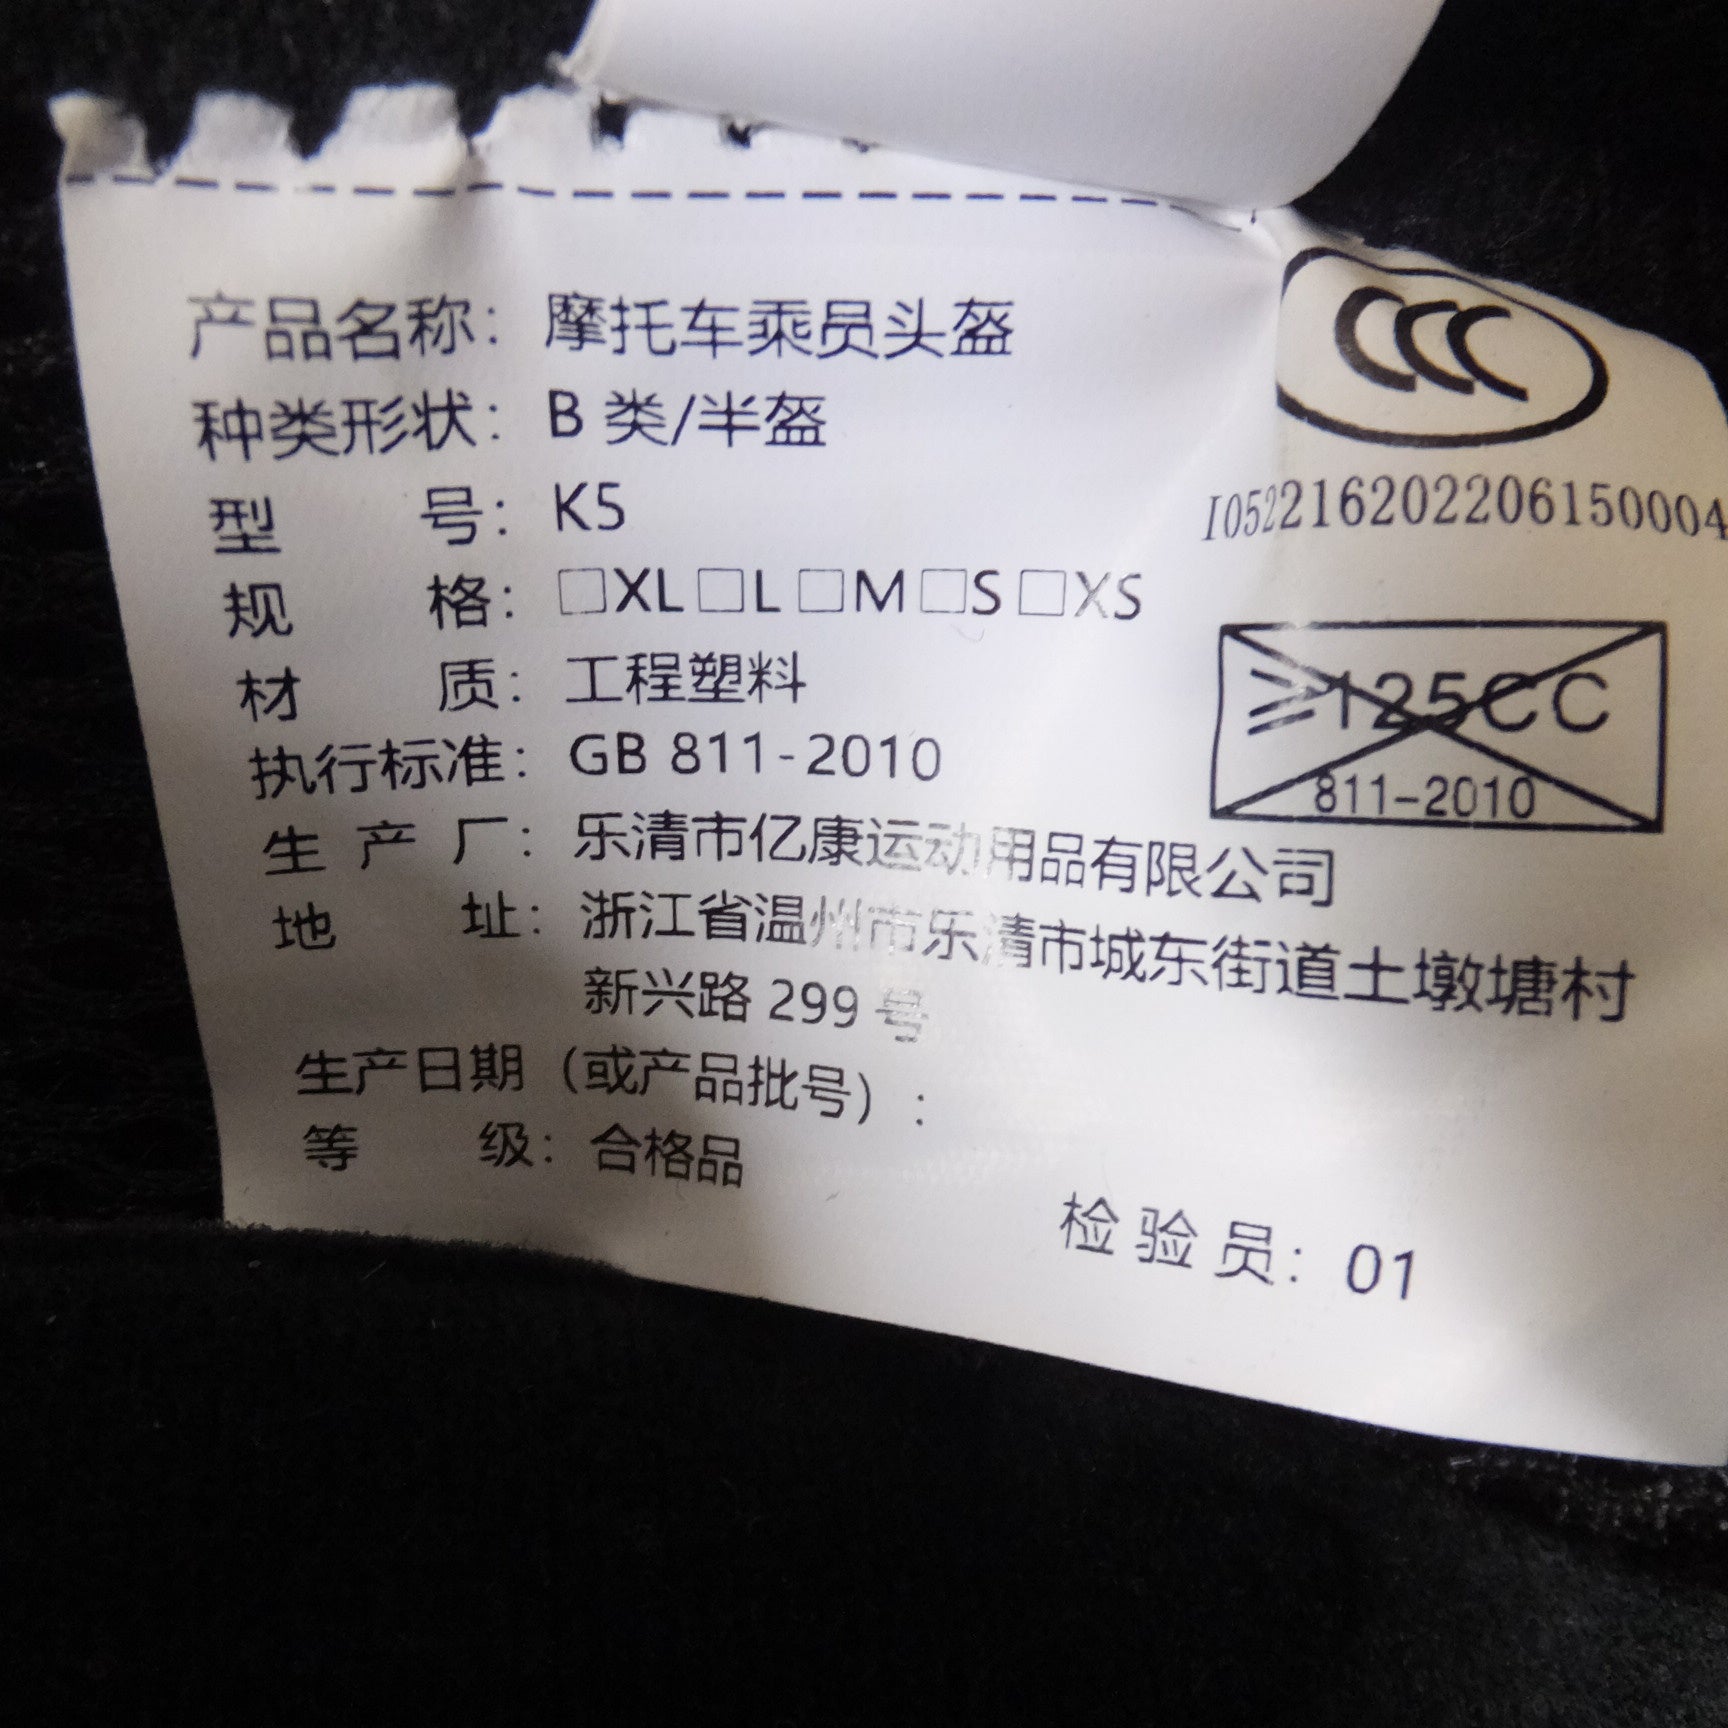 产品名称：摩托车乘员头盔
种类形状：B 类/半盔
型号：K5
规格：□XL□L□M□S□XS
材质：工程塑料
执行标准：GB 811-2010
生产厂：乐清市亿康运动用品有限公司
地址：浙江省温州市乐清市城东街道土墩塘村
新兴路 299 号
生产日期（或产品批号）：
等级：合格品
检验员：01
CCC
I052216202206150004
≥125CC
811-2010